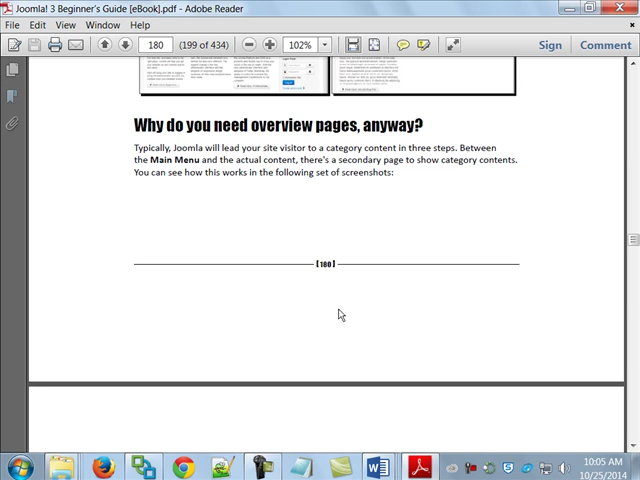 Joomla! 3 Beginner's Guide [eBook].pdf - Adobe Reader
File Edit View Window Help
180 (199 of 434) 102% Sign Comment
Why do you need overview pages, anyway?
Typically, Joomla will lead your site visitor to a category content in three steps. Between
the Main Menu and the actual content, there's a secondary page to show category contents.
You can see how this works in the following set of screenshots:
[ 180 ]
10:05 AM
10/25/2014